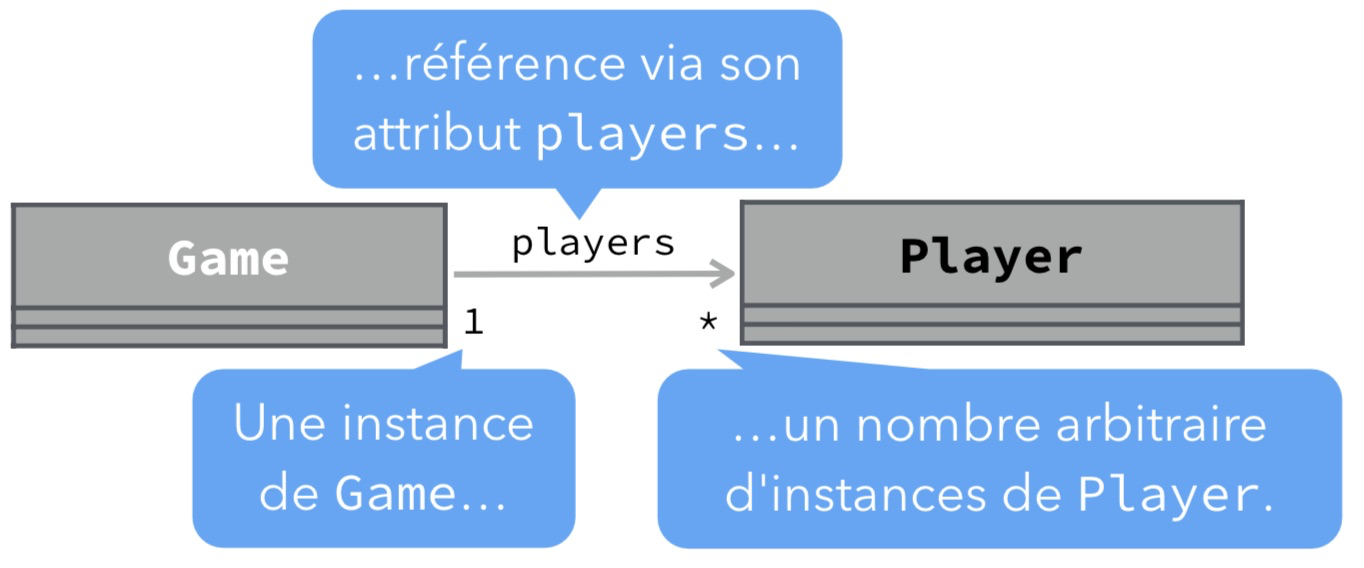 …référence via son
attribut players…
Game
players
Player
1
*
Une instance
de Game…
…un nombre arbitraire
d'instances de Player.